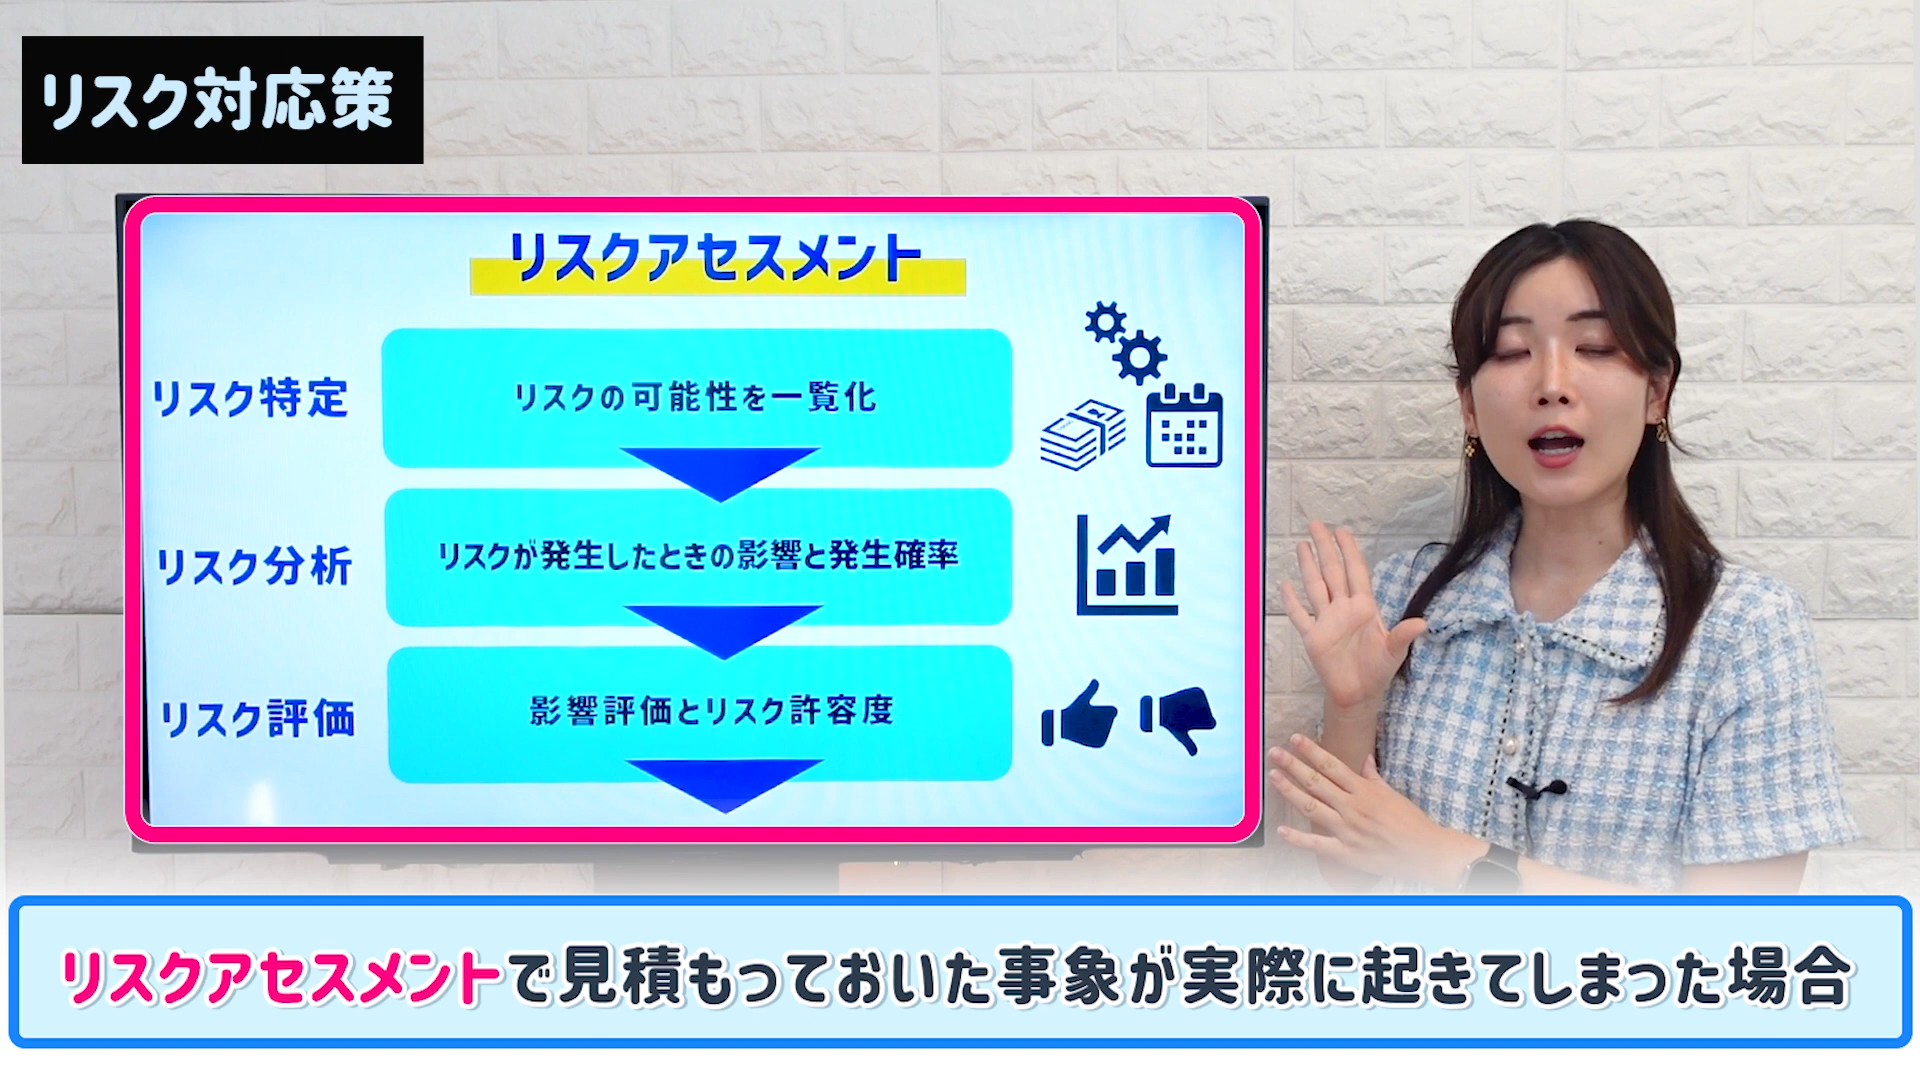 リスク対応策
リスクアセスメント
リスク特定
リスクの可能性を一覧化
リスク分析
リスクが発生したときの影響と発生確率
リスク評価
影響評価とリスク許容度
リスクアセスメントで見積もっておいた事象が実際に起きてしまった場合